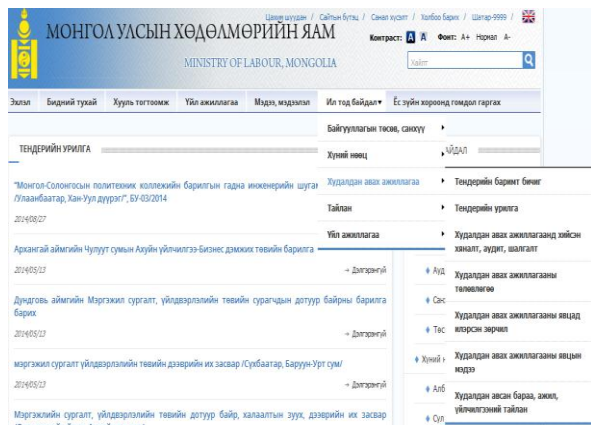 Цахим шуудан / Сайтын бүтэц / Санал хүсэлт / Холбоо барих / Шатар-9999 /
МОНГОЛ УЛСЫН ХӨДӨЛМӨРИЙН ЯАМ
Контраст: A A Фонт: A+ Нормал A-
MINISTRY OF LABOUR, MONGOLIA
Хайлт
Эхлэл Бидний тухай Хууль тогтоомж Үйл ажиллагаа Мэдээ, мэдээлэл Ил тод байдал▾ Ёс зүйн хороонд гомдол гаргах
Байгууллагын төсөв, санхүү
Хүний нөөц
Худалдан авах ажиллагаа
Тайлан
Үйл ажиллагаа
Тендерийн баримт бичиг
Тендерийн урилга
Худалдан авах ажиллагаанд хийсэн
хяналт, аудит, шалгалт
Худалдан авах ажиллагааны
төлөвлөгөө
Худалдан авах ажиллагааны явцад
илэрсэн зөрчил
Худалдан авах ажиллагааны явцын
мэдээ
Худалдан авсан бараа, ажил,
үйлчилгээний тайлан
ТЕНДЕРИЙН УРИЛГА
"Монгол-Солонгосын политехник коллежийн барилгын гадна инженерийн шугам
/Улаанбаатар, Хан-Уул дүүрэг/", БУ-03/2014
2014/08/27
Архангай аймгийн Чулуут сумын Ахуйн үйлчилгээ-Бизнес дэмжих төвийн барилга
2014/05/13 → Дэлгэрэнгүй
Дундговь аймгийн Мэргэжил сургалт, үйлдвэрлэлийн төвийн сурагчдын дотуур байрны барилга
барих
2014/05/13 → Дэлгэрэнгүй
мэргэжил сургалт үйлдвэрлэлийн төвийн дээврийн их засвар /Сүхбаатар, Баруун-Урт сум/
2014/05/13 → Дэлгэрэнгүй
Мэргэжлийн сургалт, үйлдвэрлэлийн төвийн дотуур байр, халаалтын зуух, дээврийн их засвар